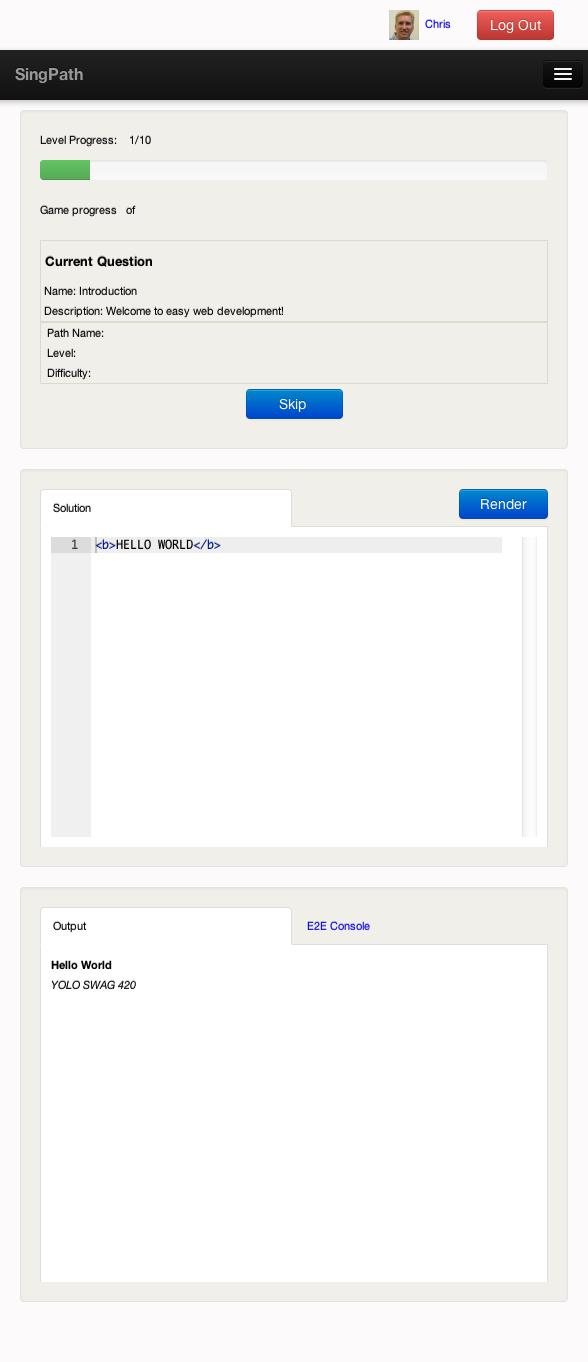 Chris Log Out
SingPath
Level Progress: 1/10
Game progress of
Current Question
Name: Introduction
Description: Welcome to easy web development!
Path Name:
Level:
Difficulty:
Skip
Solution Render
1 <b>HELLO WORLD</b>
Output E2E Console
Hello World
YOLO SWAG 420